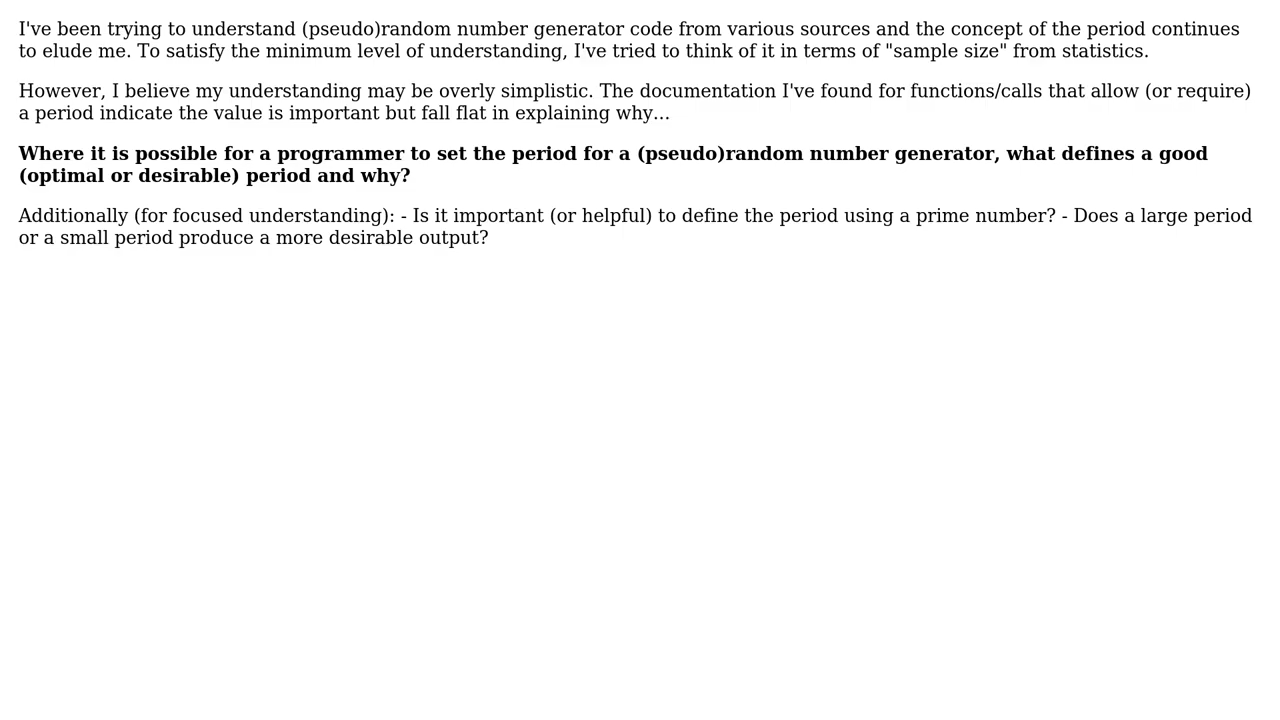 I've been trying to understand (pseudo)random number generator code from various sources and the concept of the period continues
to elude me. To satisfy the minimum level of understanding, I've tried to think of it in terms of "sample size" from statistics.
However, I believe my understanding may be overly simplistic. The documentation I've found for functions/calls that allow (or require)
a period indicate the value is important but fall flat in explaining why...
Where it is possible for a programmer to set the period for a (pseudo)random number generator, what defines a good
(optimal or desirable) period and why?
Additionally (for focused understanding): - Is it important (or helpful) to define the period using a prime number? - Does a large period
or a small period produce a more desirable output?